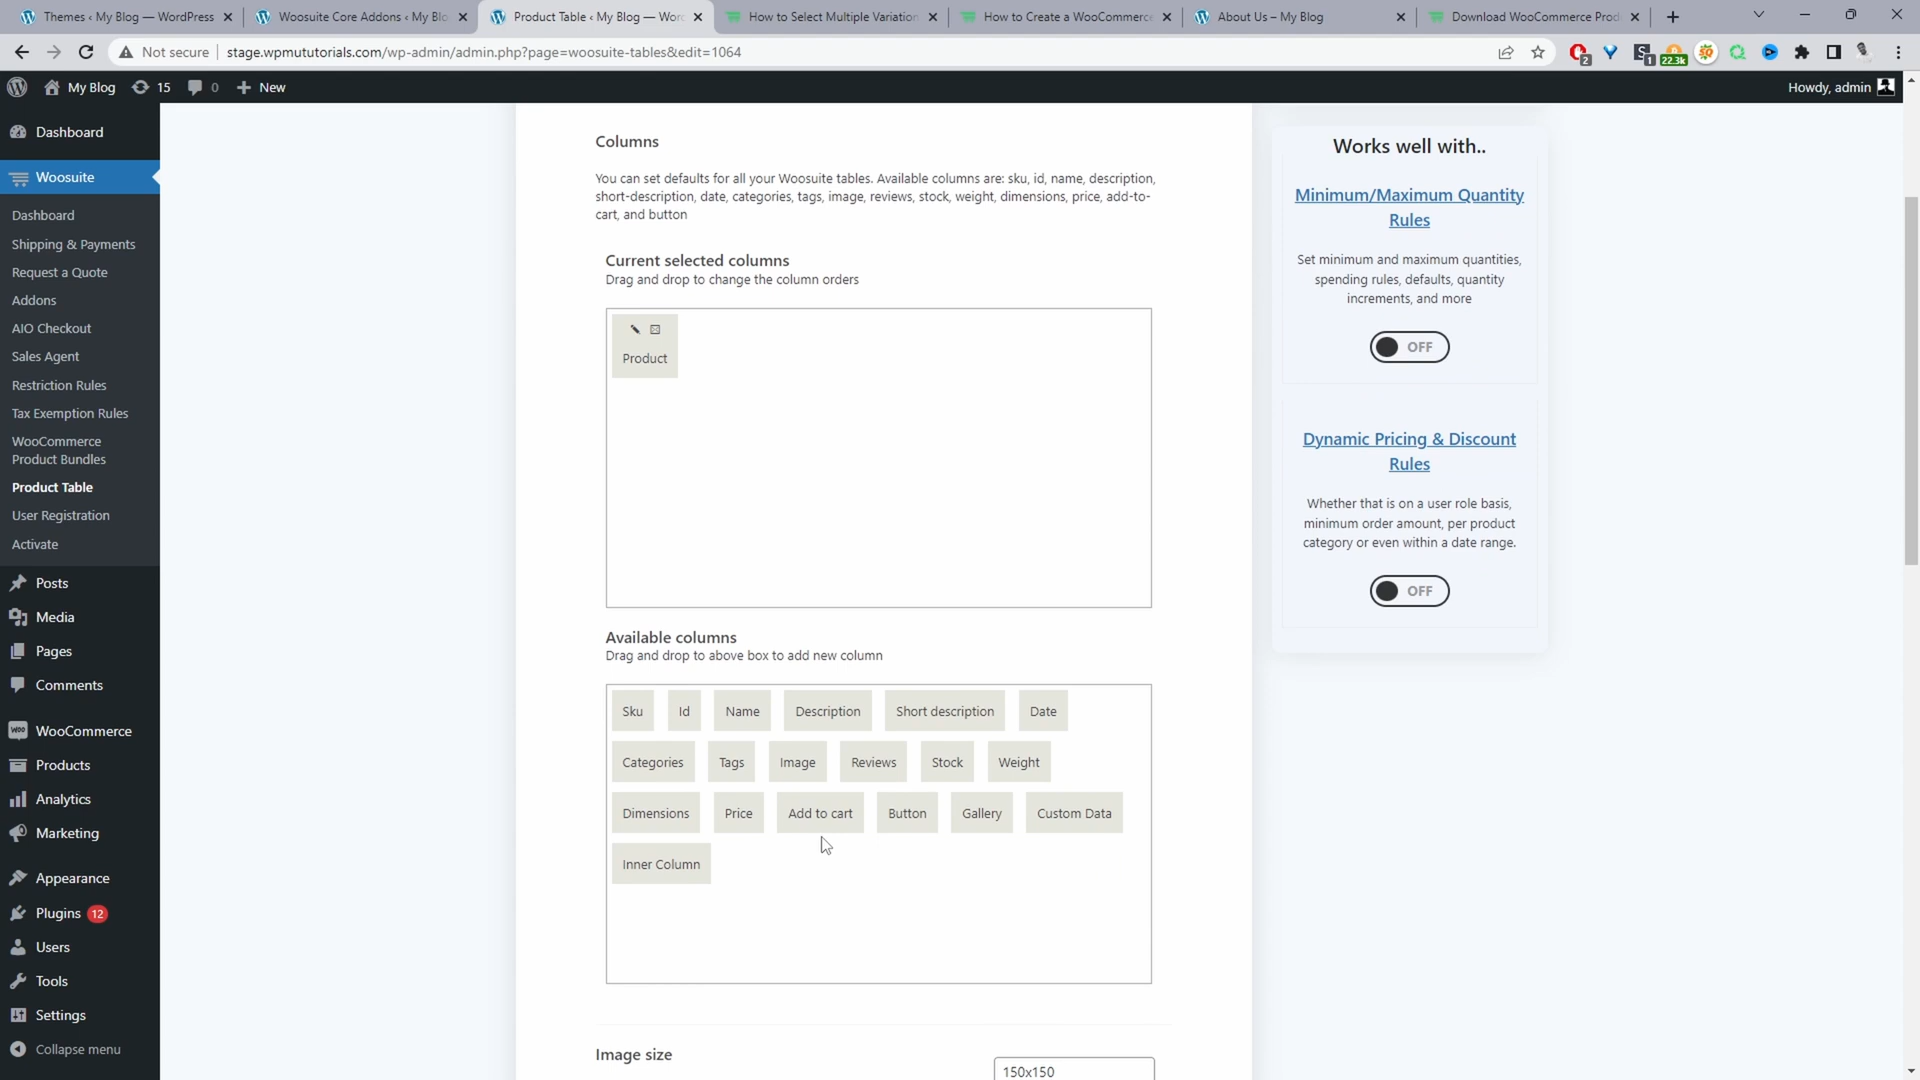 Themes ‹ My Blog — WordPress
Woosuite Core Addons ‹ My Blo
Product Table ‹ My Blog — Word
How to Select Multiple Variation
How to Create a WooCommerce
About Us – My Blog
Download WooCommerce Prod
Not secure
stage.wpmututorials.com/wp-admin/admin.php?page=woosuite-tables&edit=1064
2
1
22.3k
My Blog
15
0
New
Howdy, admin
Dashboard
Woosuite
Dashboard
Shipping & Payments
Request a Quote
Addons
AIO Checkout
Sales Agent
Restriction Rules
Tax Exemption Rules
WooCommerce
Product Bundles
Product Table
User Registration
Activate
Posts
Media
Pages
Comments
WooCommerce
Products
Analytics
Marketing
Appearance
Plugins 12
Users
Tools
Settings
Collapse menu
Columns
You can set defaults for all your Woosuite tables. Available columns are: sku, id, name, description,
short-description, date, categories, tags, image, reviews, stock, weight, dimensions, price, add-to-
cart, and button
Current selected columns
Drag and drop to change the column orders
Product
Available columns
Drag and drop to above box to add new column
Sku Id Name Description Short description Date
Categories Tags Image Reviews Stock Weight
Dimensions Price Add to cart Button Gallery Custom Data
Inner Column
Image size
150x150
Works well with..
Minimum/Maximum Quantity
Rules
Set minimum and maximum quantities,
spending rules, defaults, quantity
increments, and more
OFF
Dynamic Pricing & Discount
Rules
Whether that is on a user role basis,
minimum order amount, per product
category or even within a date range.
OFF